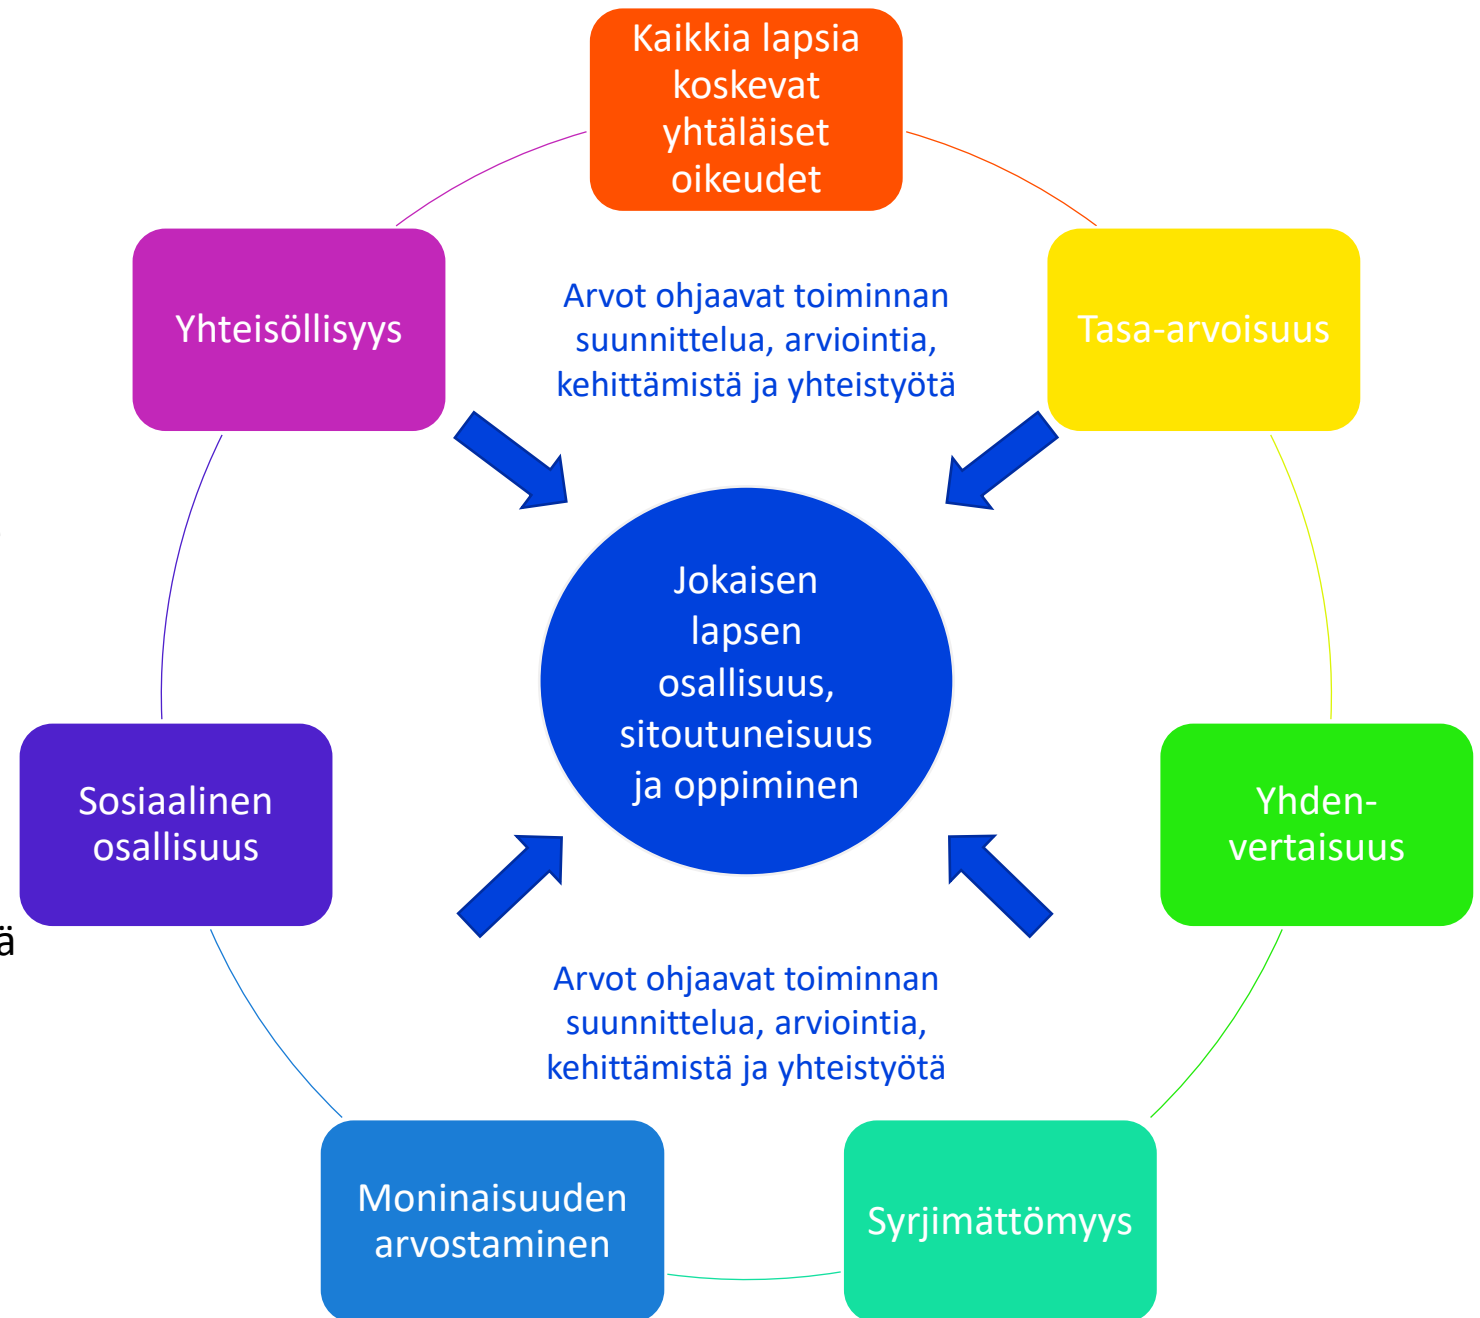 Kaikkia lapsia
koskevat
yhtäläiset
oikeudet
Yhteisöllisyys
Arvot ohjaavat toiminnan
suunnittelua, arviointia,
kehittämistä ja yhteistyötä
Tasa-arvoisuus
Jokaisen
lapsen
osallisuus,
sitoutuneisuus
ja oppiminen
Sosiaalinen
osallisuus
Yhden-
vertaisuus
ä
Arvot ohjaavat toiminnan
suunnittelua, arviointia,
kehittämistä ja yhteistyötä
Moninaisuuden
arvostaminen
Syrjimättömyys